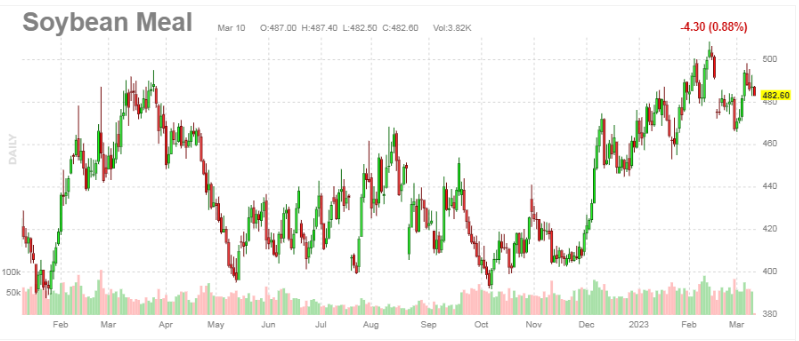 Soybean Meal
Mar 10 O:487.00 H:487.40 L:482.50 C:482.60 Vol:3.82K
-4.30 (0.88%)
500
482.60
480
DAILY
460
440
420
100k
400
50k
380
Feb Mar Apr May Jun Jul Aug Sep Oct Nov Dec 2023 Feb Mar